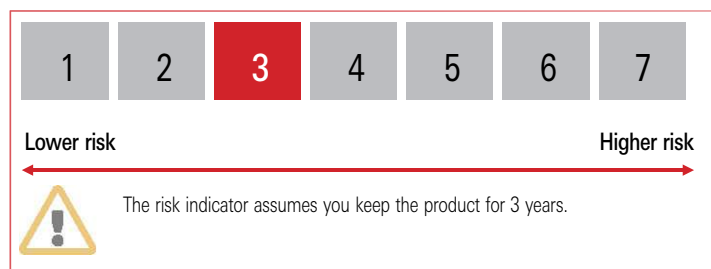 1 2 3 4 5 6 7
Lower risk Higher risk
The risk indicator assumes you keep the product for 3 years.